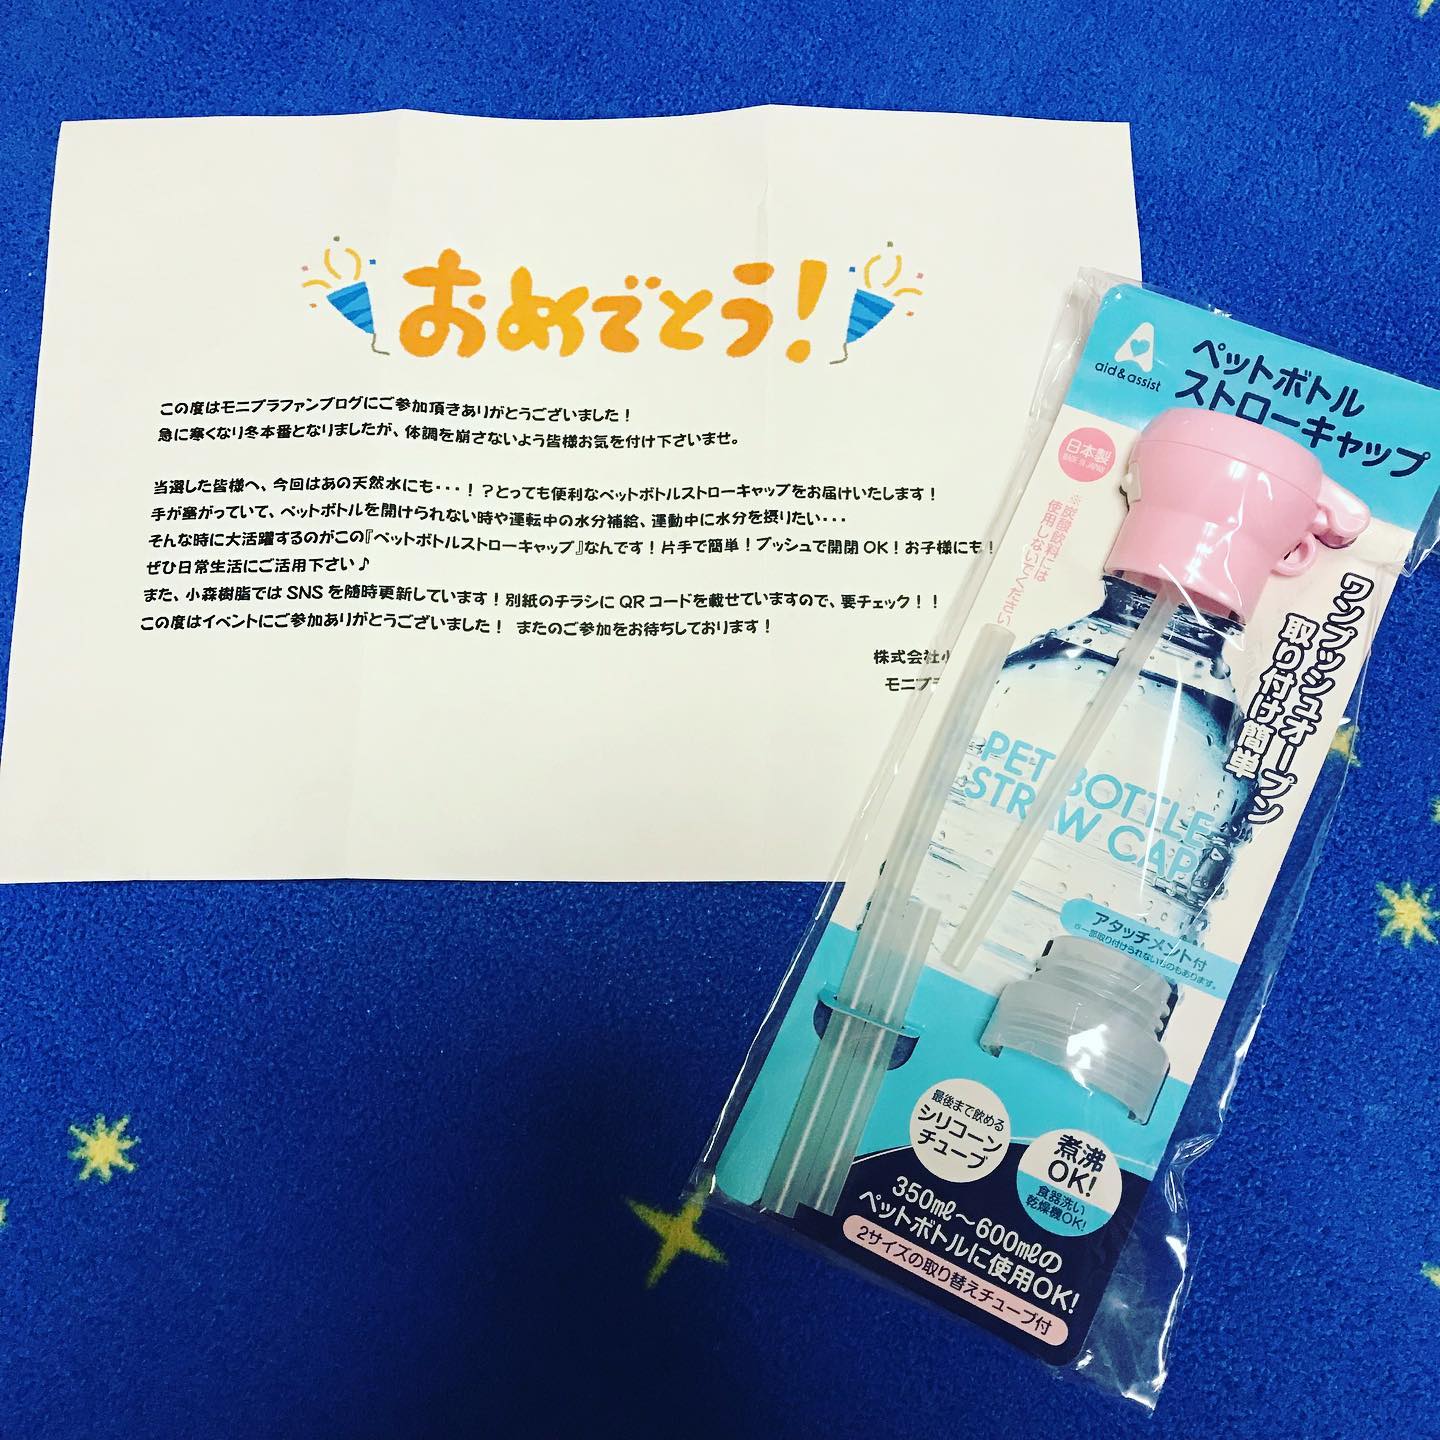 おめでとう！
この度はモニプラファンブログにご参加頂きありがとうございました！
急に寒くなり冬本番となりましたが、体調を崩さないよう皆様お気を付け下さいませ。
当選した皆様へ、今回はあの天然水にも・・・！？とっても便利なペットボトルストローキャップをお届けいたします！
手が塞がっていて、ペットボトルを開けられない時や運転中の水分補給、運動中に水分を摂りたい・・・
そんな時に大活躍するのがこの『ペットボトルストローキャップ』なんです！片手で簡単！プッシュで開閉OK！お子様にも！
ぜひ日常生活にご活用下さい♪
また、小森樹脂ではSNSを随時更新しています！別紙のチラシにQRコードを載せていますので、要チェック！！
この度はイベントにご参加ありがとうございました！ またのご参加をお待ちしております！
株式会社小
モニプラ
aid&assist
ペットボトル
ストローキャップ
日本製
MADE IN JAPAN
※炭酸飲料には
使用しないでください
ワンプッシュオープン
取り付け簡単
PET BOTTLE
STRAW CAP
アタッチメント付
※一部取り付けられないものもあります。
最後まで飲める
シリコーン
チューブ
煮沸
OK!
食器洗い
乾燥機OK!
350ml～600mlの
ペットボトルに使用OK!
2サイズの取り替えチューブ付